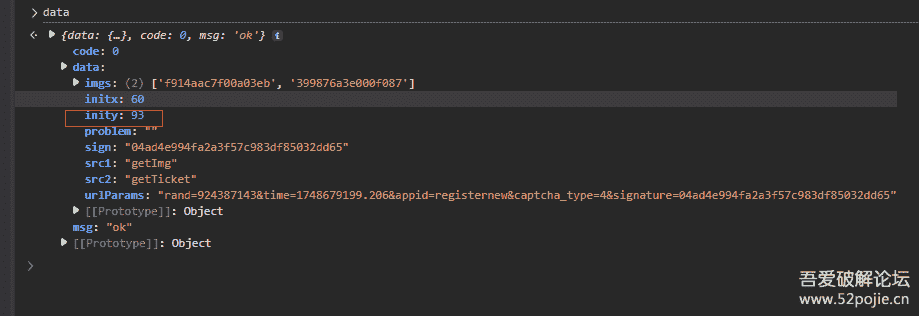 > data
{data: {…}, code: 0, msg: 'ok'} i
code: 0
data:
imgs: (2) ['f914aac7f00a03eb', '399876a3e000f087']
initx: 60
inity: 93
problem: ""
sign: "04ad4e994fa2a3f57c983df85032dd65"
src1: "getImg"
src2: "getTicket"
urlParams: "rand=924387143&time=1748679199.206&appid=registernew&captcha_type=4&signature=04ad4e994fa2a3f57c983df85032dd65"
[[Prototype]]: Object
msg: "ok"
[[Prototype]]: Object
>
吾爱破解论坛
www.52pojie.cn